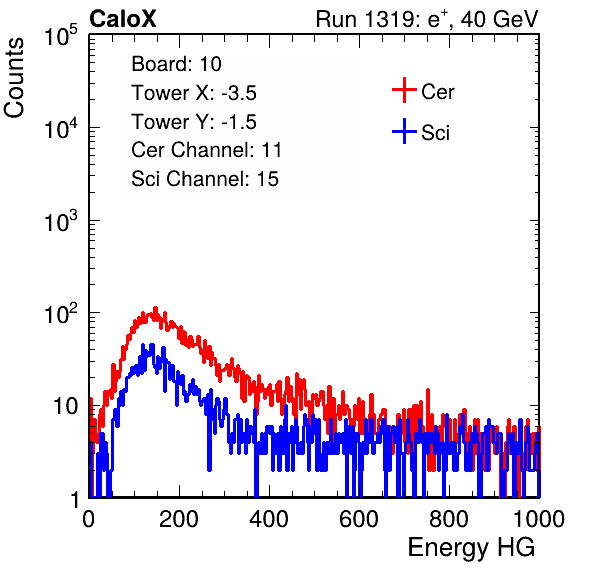 CaloX Run 1319: e⁺, 40 GeV
Counts
Board: 10
Tower X: -3.5
Tower Y: -1.5
Cer Channel: 11
Sci Channel: 15
Cer
Sci
10⁵
10⁴
10³
10²
10
1
0 200 400 600 800 1000
Energy HG